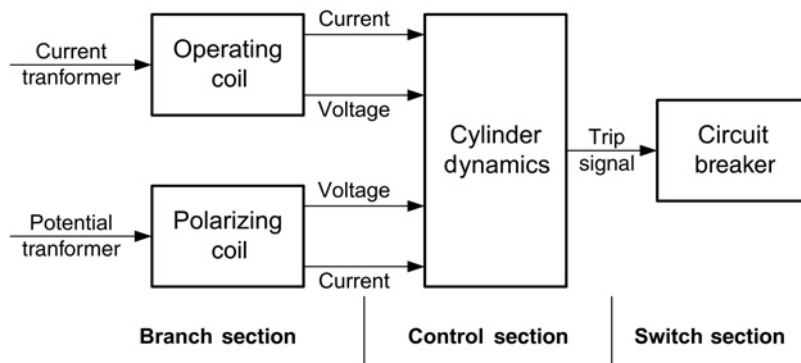 Current
tranformer
Operating
coil
Current
Voltage
Potential
tranformer
Polarizing
coil
Voltage
Current
Cylinder
dynamics
Trip
signal
Circuit
breaker
Branch section
Control section
Switch section